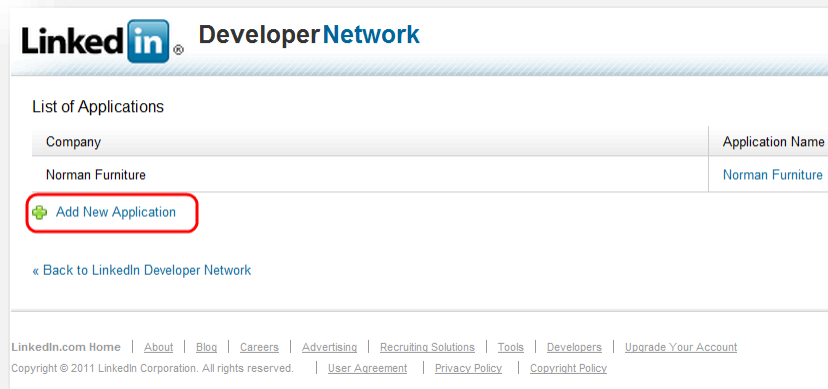 Linked in ® DeveloperNetwork
List of Applications
Company Application Name
Norman Furniture Norman Furniture
Add New Application
« Back to LinkedIn Developer Network
LinkedIn.com Home | About | Blog | Careers | Advertising | Recruiting Solutions | Tools | Developers | Upgrade Your Account
Copyright © 2011 LinkedIn Corporation. All rights reserved. | User Agreement | Privacy Policy | Copyright Policy